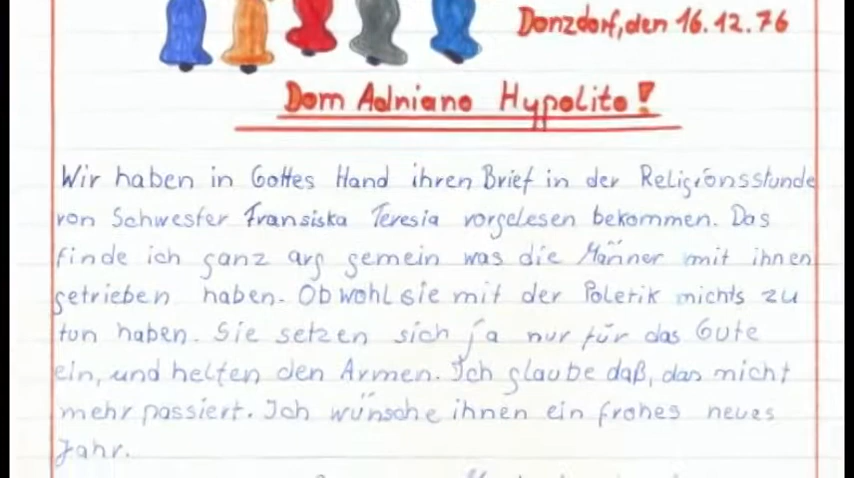 Donzdorf, den 16.12.76
Dom Adriano Hypolito!
Wir haben in Gottes Hand ihren Brief in der Religionsstunde
von Schwester Fransiska Teresia vorgelesen bekommen. Das
finde ich ganz arg gemein was die Männer mit ihnen
getrieben haben. Obwohl sie mit der Poletik nichts zu
tun haben. Sie setzen sich ja nur für das Gute
ein, und helfen den Armen. Ich glaube daß, das nicht
mehr passiert. Ich wünsche ihnen ein frohes neues
Jahr.